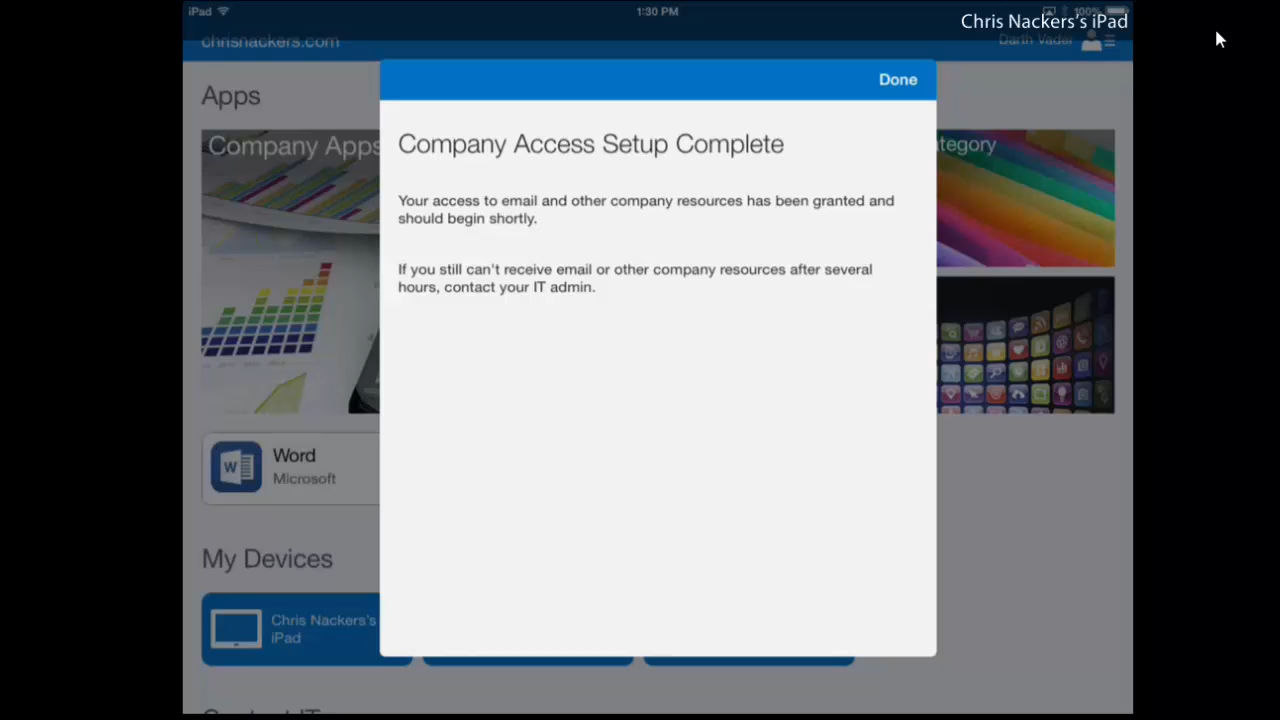 iPad
1:30 PM
100%
Chris Nackers's iPad
chrisnackers.com
Darth Vader
Done
Apps
Company Apps
tegory
Company Access Setup Complete
Your access to email and other company resources has been granted and
should begin shortly.
If you still can't receive email or other company resources after several
hours, contact your IT admin.
W
Word
Microsoft
My Devices
Chris Nackers's
iPad